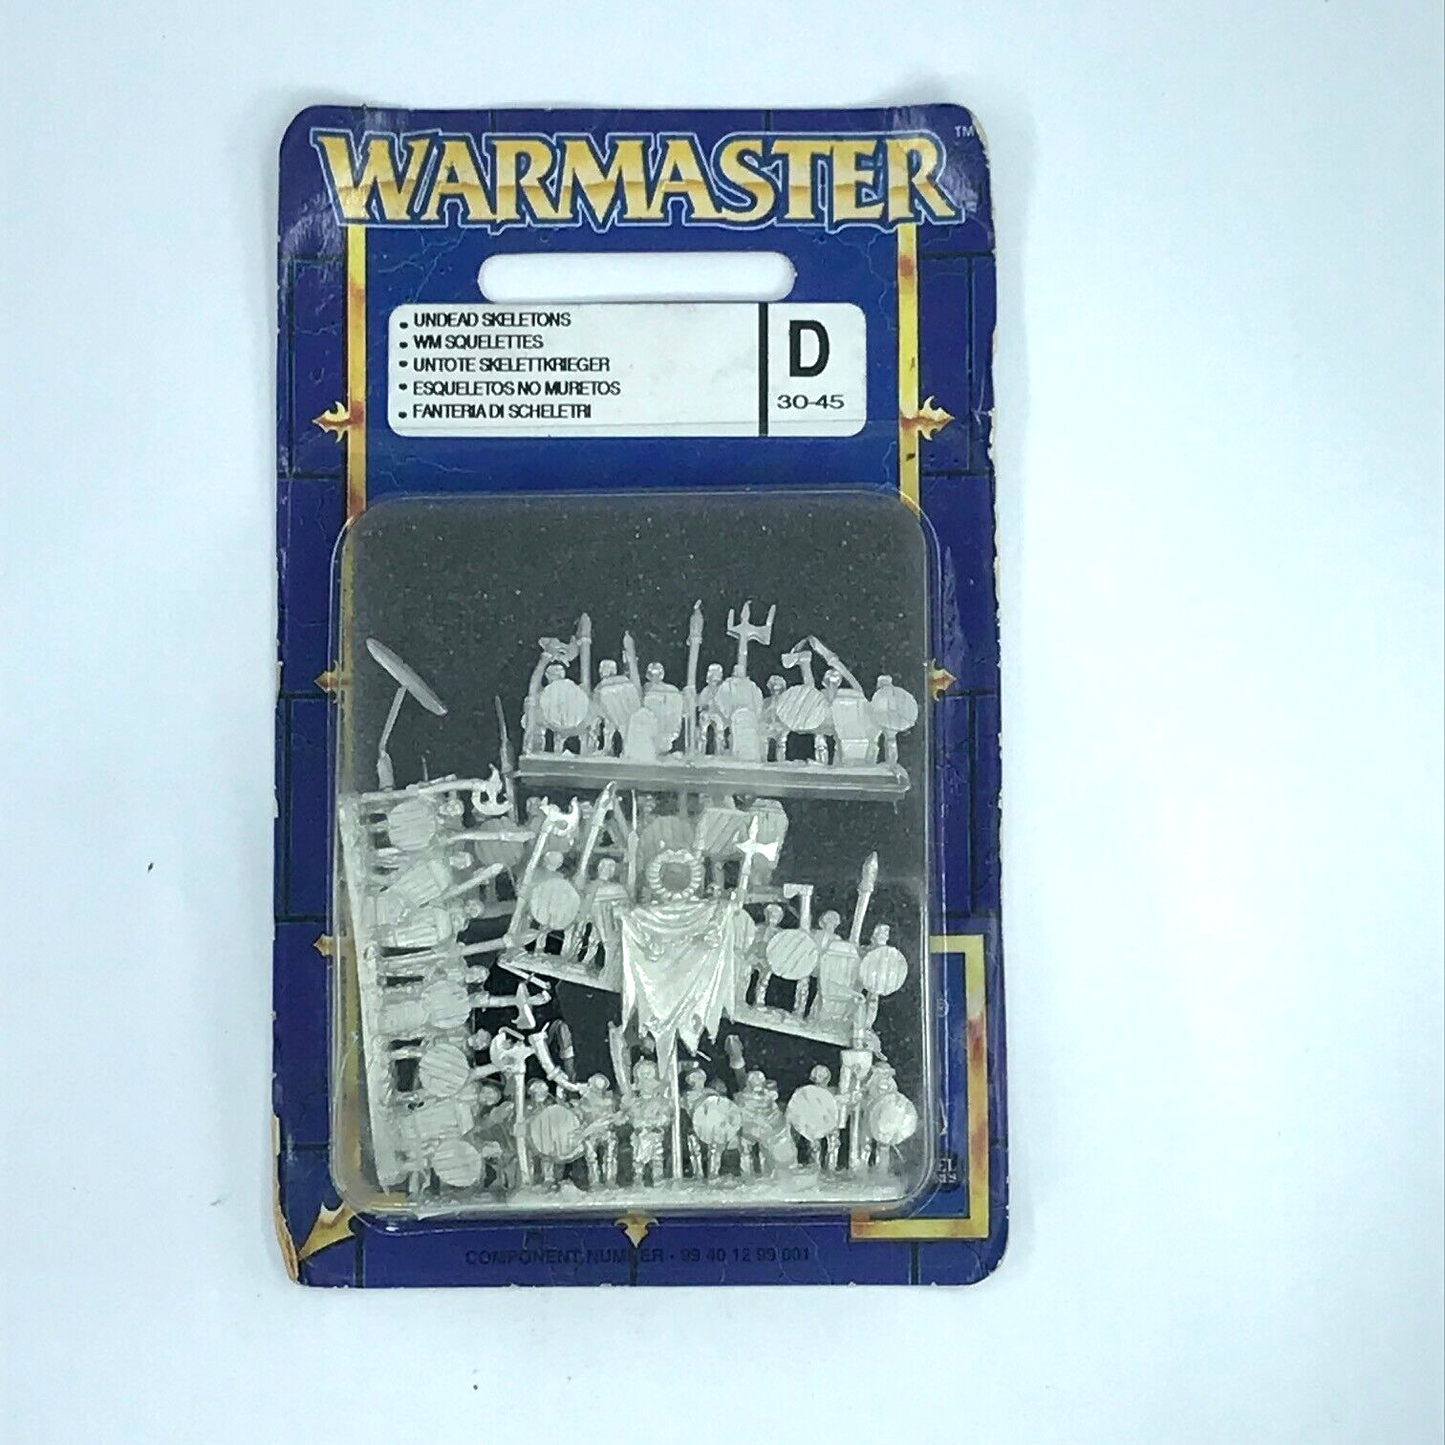 WARMASTER™
• UNDEAD SKELETONS
• WM SQUELETTES
• UNTOTE SKELETTKRIEGER
• ESQUELETOS NO MURETOS
• FANTERIA DI SCHELETRI
D
30-45
COMPONENT NUMBER • 99 40 12 99 001